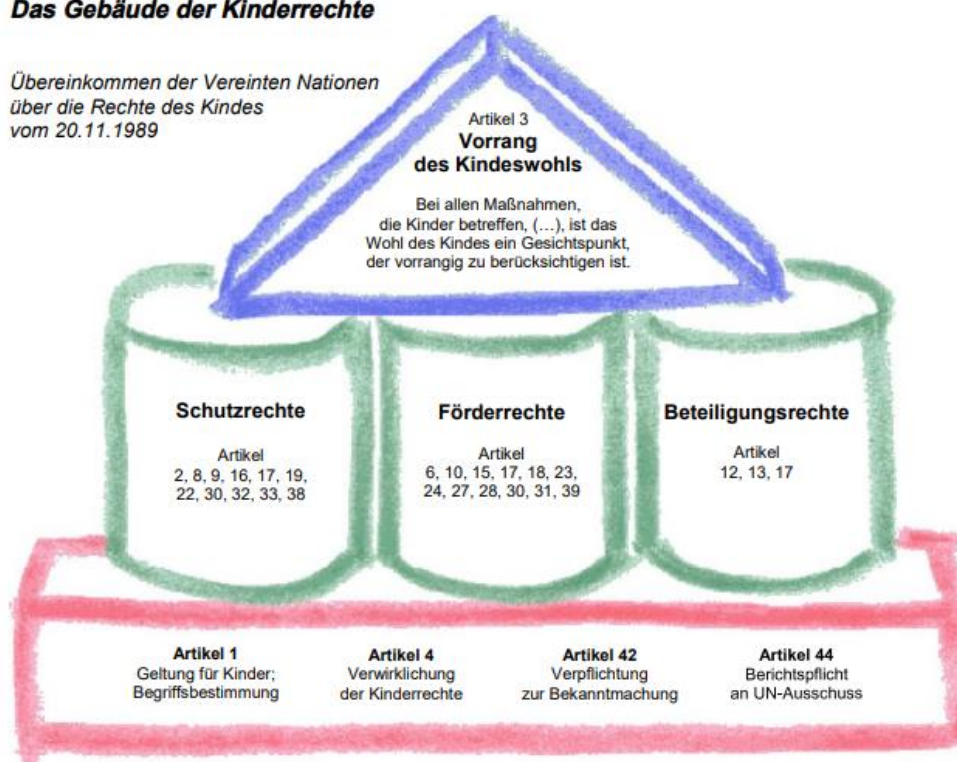 Das Gebäude der Kinderrechte
Übereinkommen der Vereinten Nationen
über die Rechte des Kindes
vom 20.11.1989
Artikel 3
Vorrang
des Kindeswohls
Bei allen Maßnahmen,
die Kinder betreffen, (…), ist das
Wohl des Kindes ein Gesichtspunkt,
der vorrangig zu berücksichtigen ist.
Schutzrechte
Artikel
2, 8, 9, 16, 17, 19,
22, 30, 32, 33, 38
Förderrechte
Artikel
6, 10, 15, 17, 18, 23,
24, 27, 28, 30, 31, 39
Beteiligungsrechte
Artikel
12, 13, 17
Artikel 1
Geltung für Kinder;
Begriffsbestimmung
Artikel 4
Verwirklichung
der Kinderrechte
Artikel 42
Verpflichtung
zur Bekanntmachung
Artikel 44
Berichtspflicht
an UN-Ausschuss